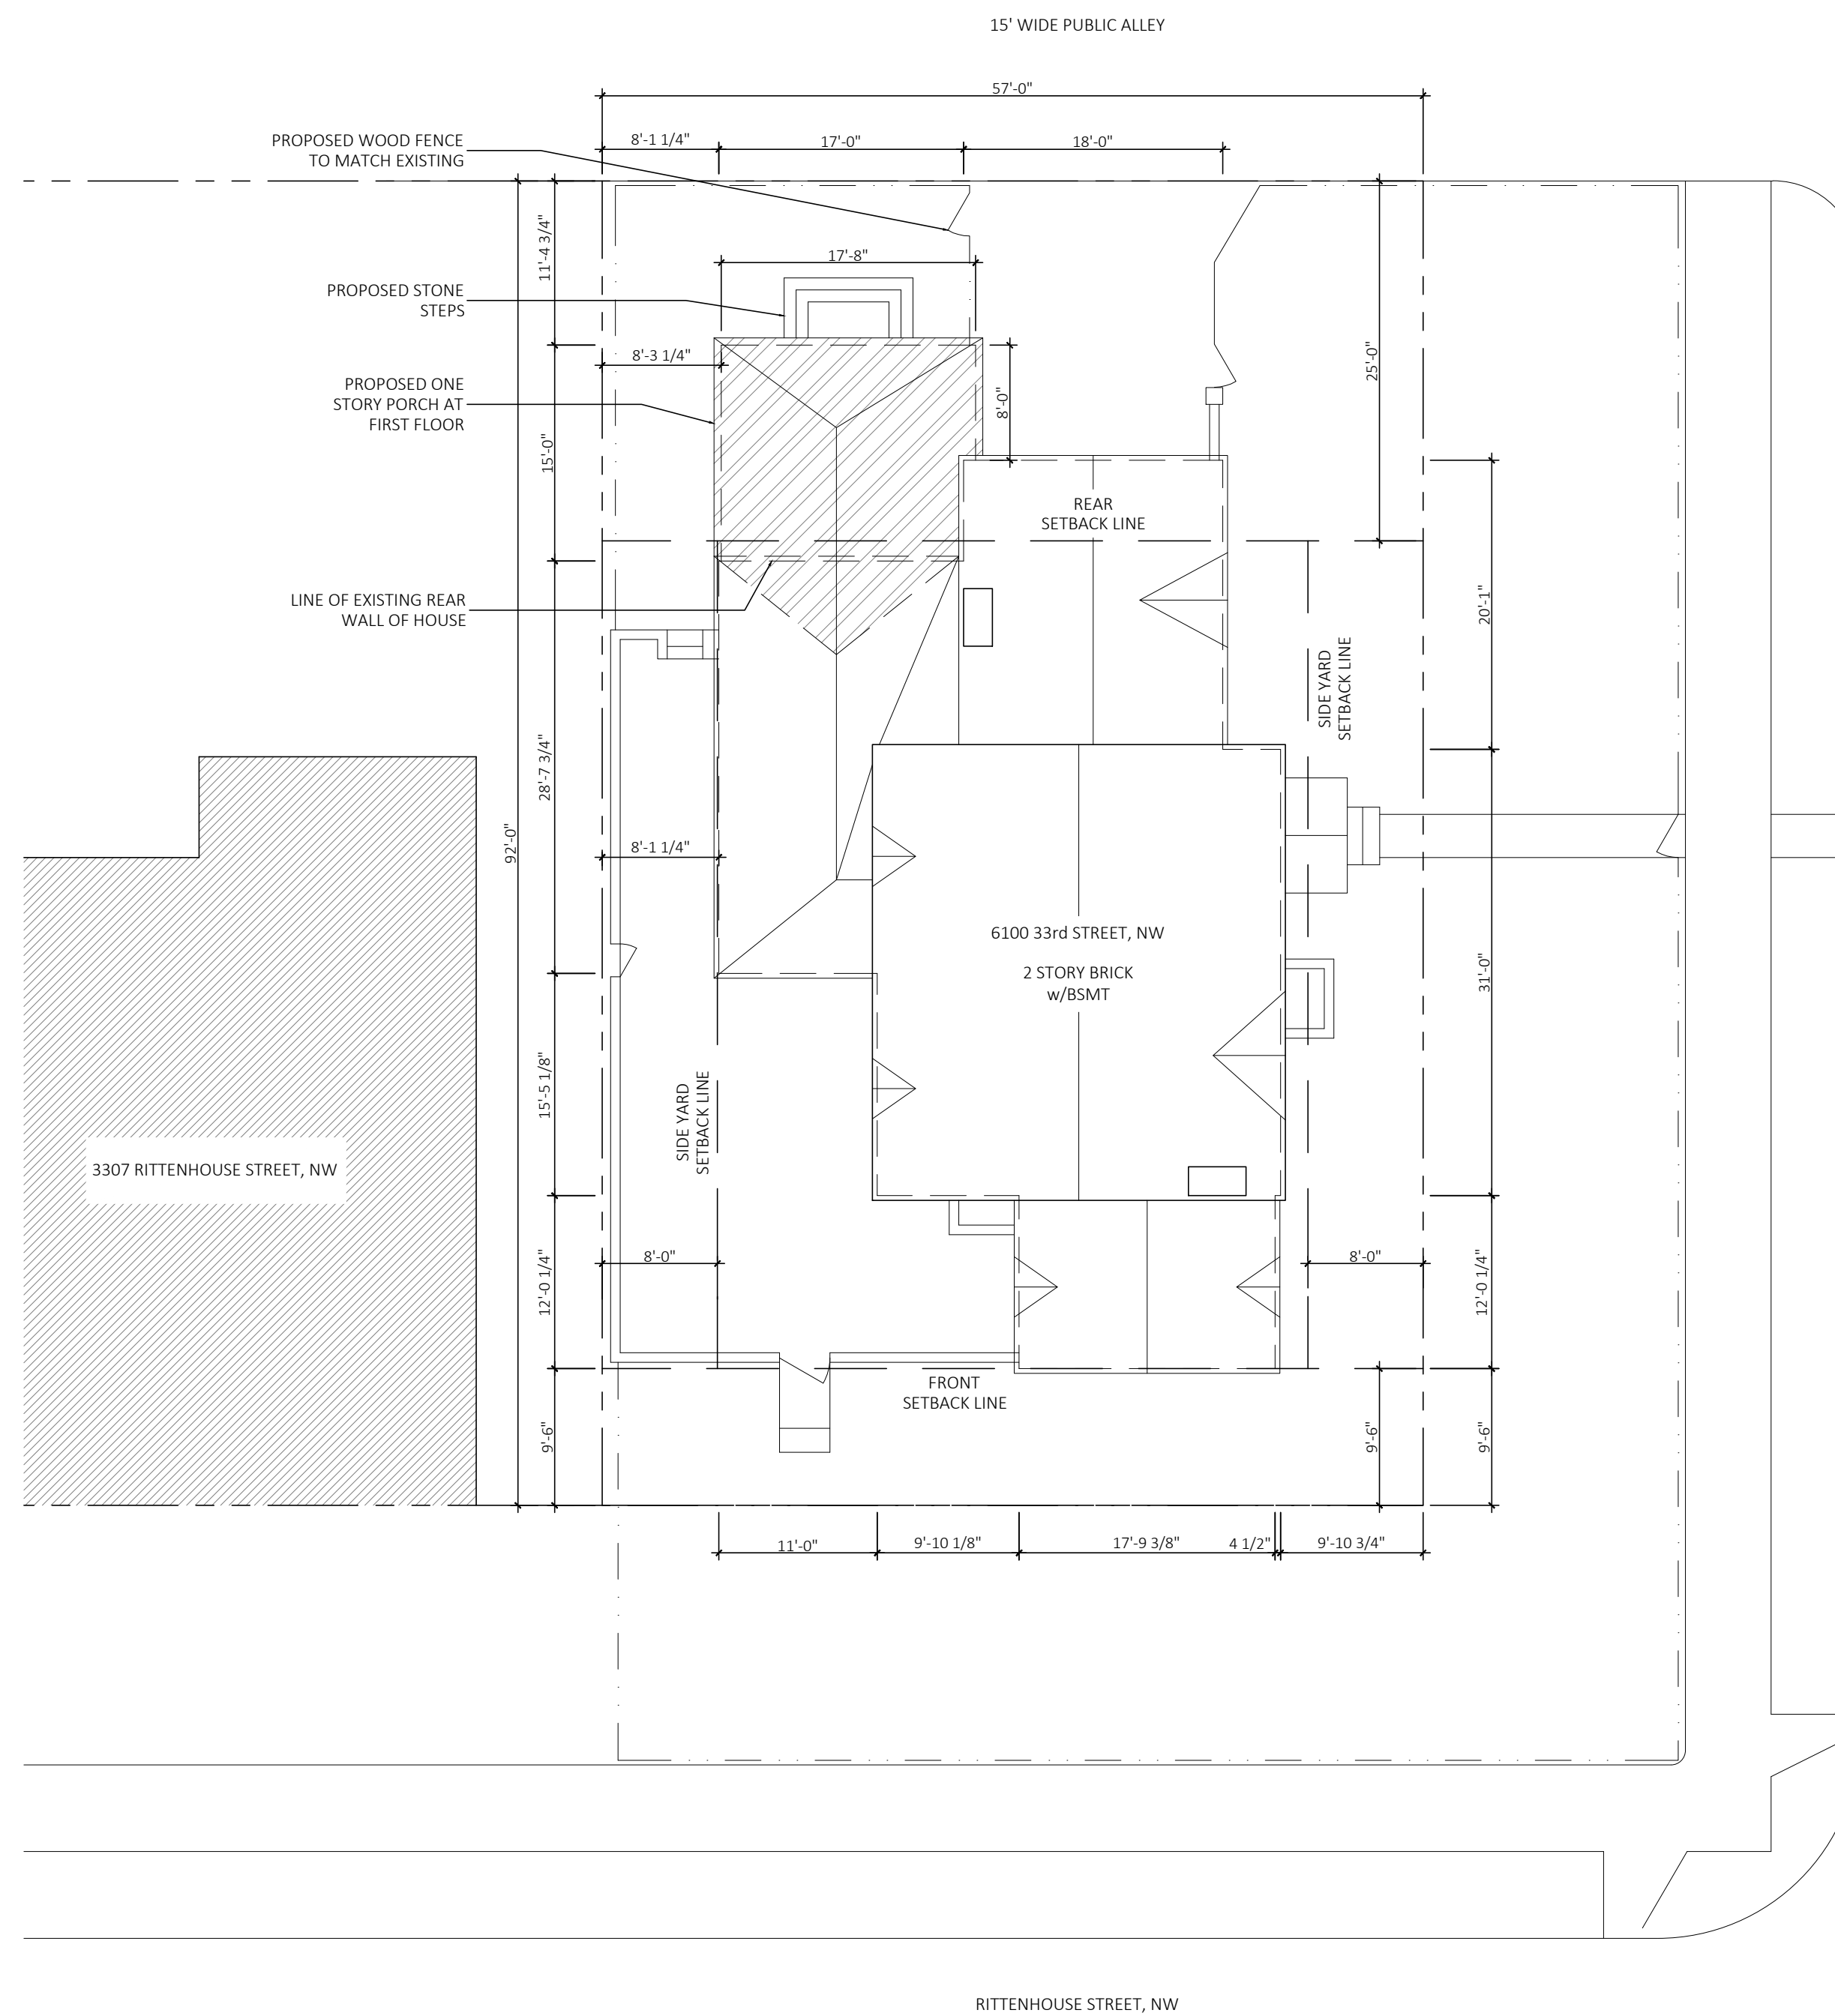 15' WIDE PUBLIC ALLEY
57'-0"
8'-1 1/4"
17'-0"
18'-0"
PROPOSED WOOD FENCE
TO MATCH EXISTING
11'-4 3/4"
17'-8"
PROPOSED STONE
STEPS
8'-3 1/4"
25'-0"
PROPOSED ONE
STORY PORCH AT
FIRST FLOOR
8'-0"
15'-0"
REAR
SETBACK LINE
LINE OF EXISTING REAR
WALL OF HOUSE
20'-1"
SIDE YARD
SETBACK LINE
28'-7 3/4"
92'-0"
8'-1 1/4"
6100 33rd STREET, NW
2 STORY BRICK
w/BSMT
31'-0"
15'-5 1/8"
SIDE YARD
SETBACK LINE
3307 RITTENHOUSE STREET, NW
12'-0 1/4"
8'-0"
8'-0"
12'-0 1/4"
FRONT
SETBACK LINE
9'-6"
9'-6"
9'-6"
11'-0"
9'-10 1/8"
17'-9 3/8"
4 1/2"
9'-10 3/4"
RITTENHOUSE STREET, NW